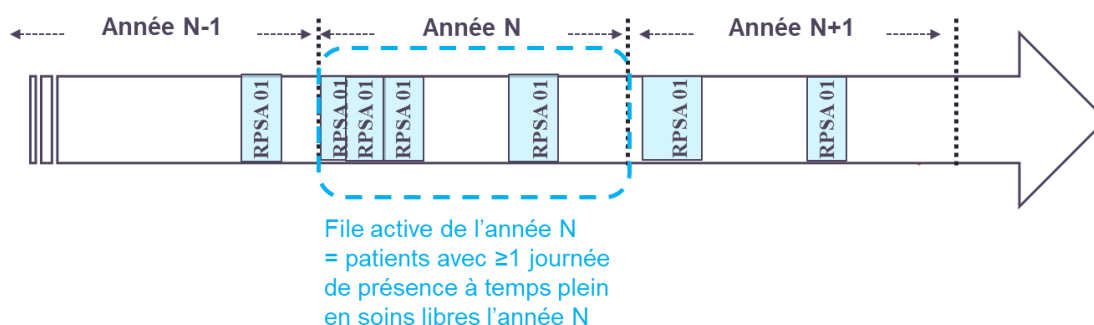 Année N-1 Année N Année N+1
RPSA 01 RPSA 01 RPSA 01 RPSA 01 RPSA 01 RPSA 01 RPSA 01
File active de l'année N
= patients avec ≥1 journée
de présence à temps plein
en soins libres l'année N